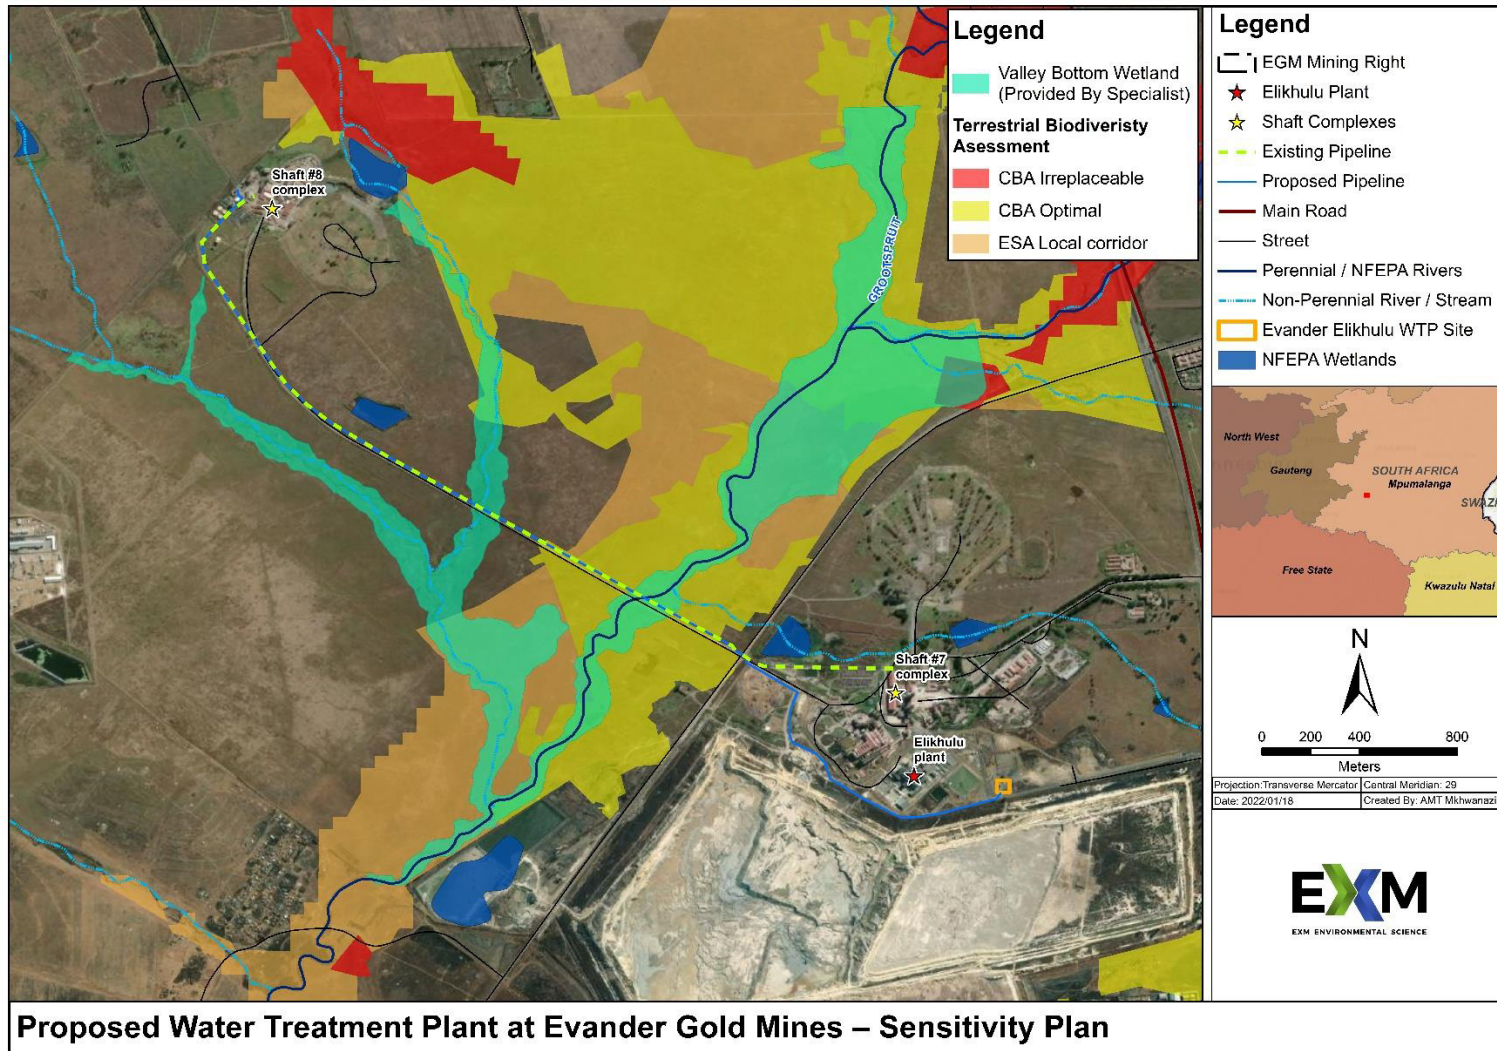 Legend
Valley Bottom Wetland
(Provided By Specialist)
Terrestrial Biodiveristy
Asessment
CBA Irreplaceable
CBA Optimal
ESA Local corridor
Shaft #8
complex
GROOTSPRUIT
Shaft #7
complex
Elikhulu
plant
Legend
EGM Mining Right
Elikhulu Plant
Shaft Complexes
Existing Pipeline
Proposed Pipeline
Main Road
Street
Perennial / NFEPA Rivers
Non-Perennial River / Stream
Evander Elikhulu WTP Site
NFEPA Wetlands
North West
Gauteng
SOUTH AFRICA
Mpumalanga
SWAZI
Free State
Kwazulu Natal
N
0 200 400 800
Meters
Projection:Transverse Mercator Central Meridian: 29
Date: 2022/01/18 Created By: AMT Mkhwanazi
EXM
EXM ENVIRONMENTAL SCIENCE
Proposed Water Treatment Plant at Evander Gold Mines – Sensitivity Plan